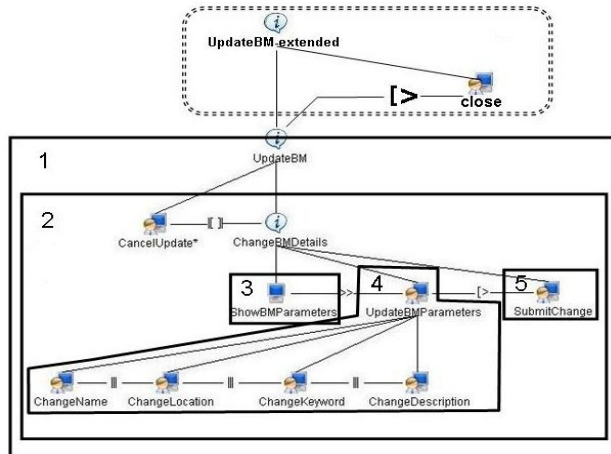 UpdateBM-extended
[>
close
1
UpdateBM
2
[ ]
CancelUpdate*
ChangeBMDetails
3
>>
4
[>
5
ShowBMParameters
UpdateBMParameters
SubmitChange
|||
|||
|||
ChangeName
ChangeLocation
ChangeKeyword
ChangeDescription